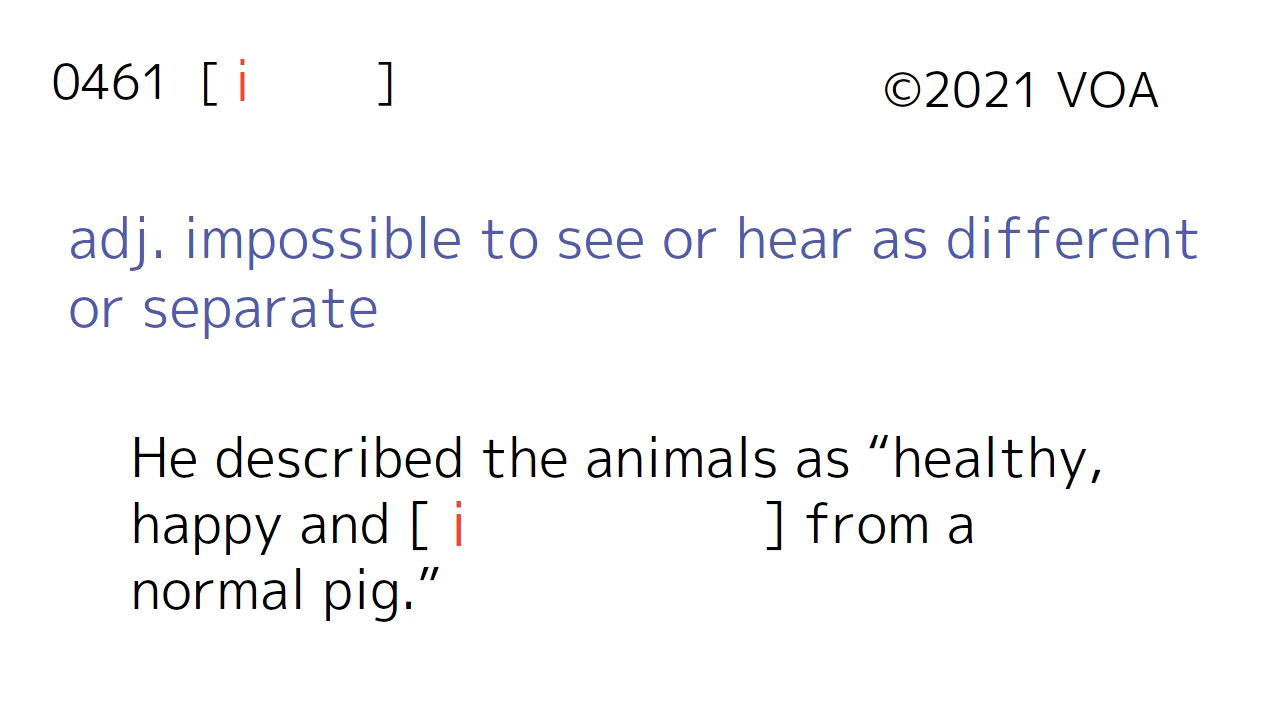 0461 [ i ]
©2021 VOA
adj. impossible to see or hear as different
or separate
He described the animals as “healthy,
happy and [ i ] from a
normal pig.”